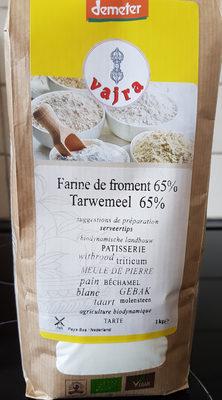 demeter
vajra
Farine de froment 65%
Tarwemeel 65%
suggestions de préparation
serveertips
biodynamische landbouw
PATISSERIE
witbrood triticum
MEULE DE PIERRE
pain BÉCHAMEL
blanc GEBAK
taart molensteen
agriculture biodynamique
TARTE
1kg e
Pays Bas | Nederland
VEGAN